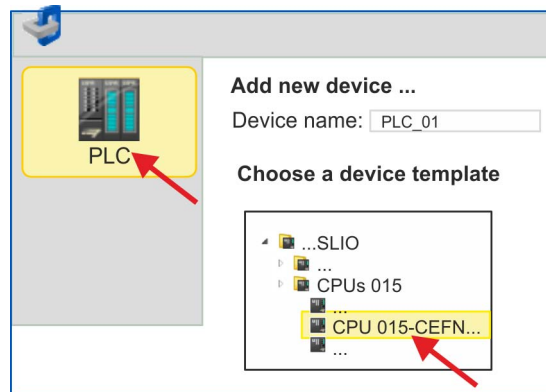 PLC
Add new device ...
Device name: PLC_01
Choose a device template
...SLIO
...
CPUs 015
...
CPU 015-CEFN...
...